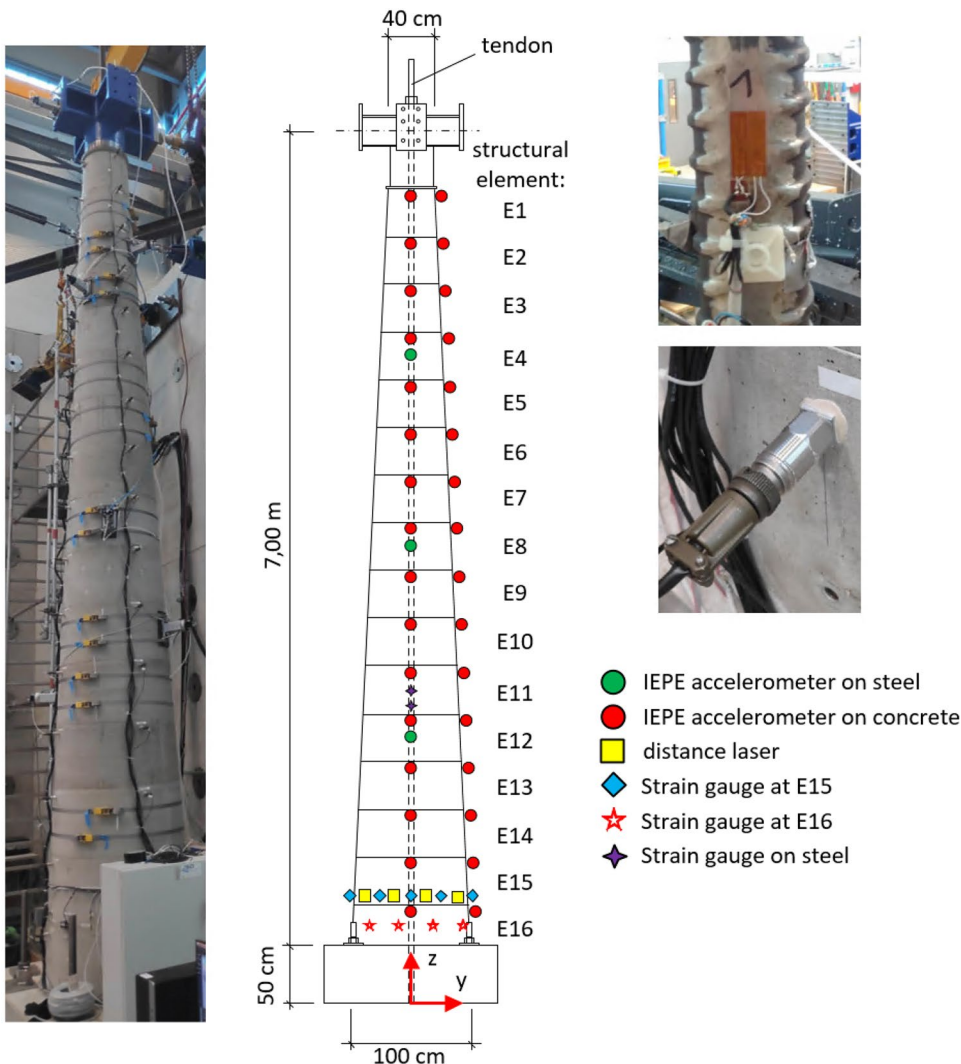 40 cm
tendon
structural
element:
E1
E2
E3
E4
E5
E6
E7
E8
E9
E10
E11
E12
E13
E14
E15
E16
7,00 m
50 cm
z
y
100 cm
1
IEPE accelerometer on steel
IEPE accelerometer on concrete
distance laser
Strain gauge at E15
Strain gauge at E16
Strain gauge on steel